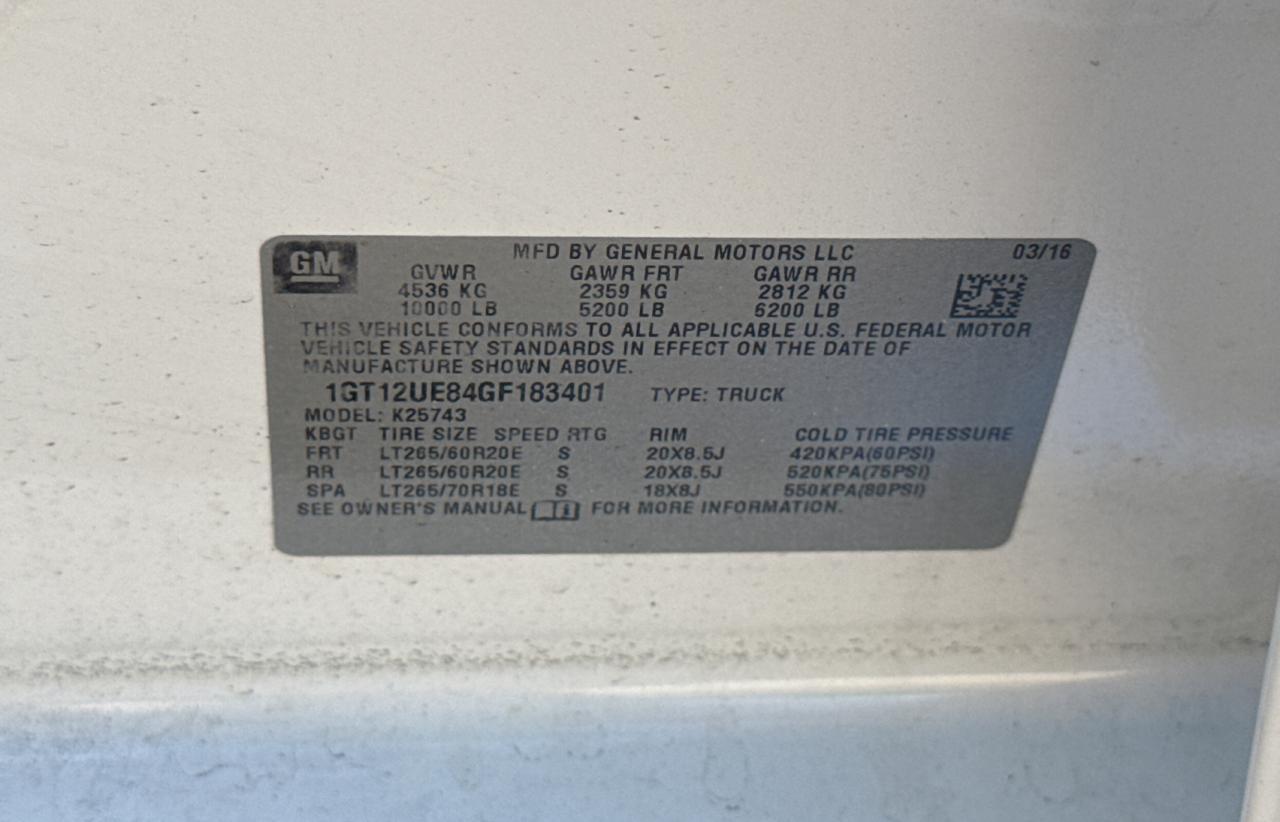 GM MFD BY GENERAL MOTORS LLC 03/16
GVWR GAWR FRT GAWR RR
4536 KG 2359 KG 2812 KG
10000 LB 5200 LB 6200 LB
THIS VEHICLE CONFORMS TO ALL APPLICABLE U.S. FEDERAL MOTOR
VEHICLE SAFETY STANDARDS IN EFFECT ON THE DATE OF
MANUFACTURE SHOWN ABOVE.
1GT12UE84GF183401 TYPE: TRUCK
MODEL: K25743
KBGT TIRE SIZE SPEED RTG RIM COLD TIRE PRESSURE
FRT LT265/60R20E S 20X8.5J 420KPA(60PSI)
RR LT265/60R20E S 20X8.5J 520KPA(75PSI)
SPA LT265/70R18E S 18X8J 550KPA(80PSI)
SEE OWNER'S MANUAL FOR MORE INFORMATION.